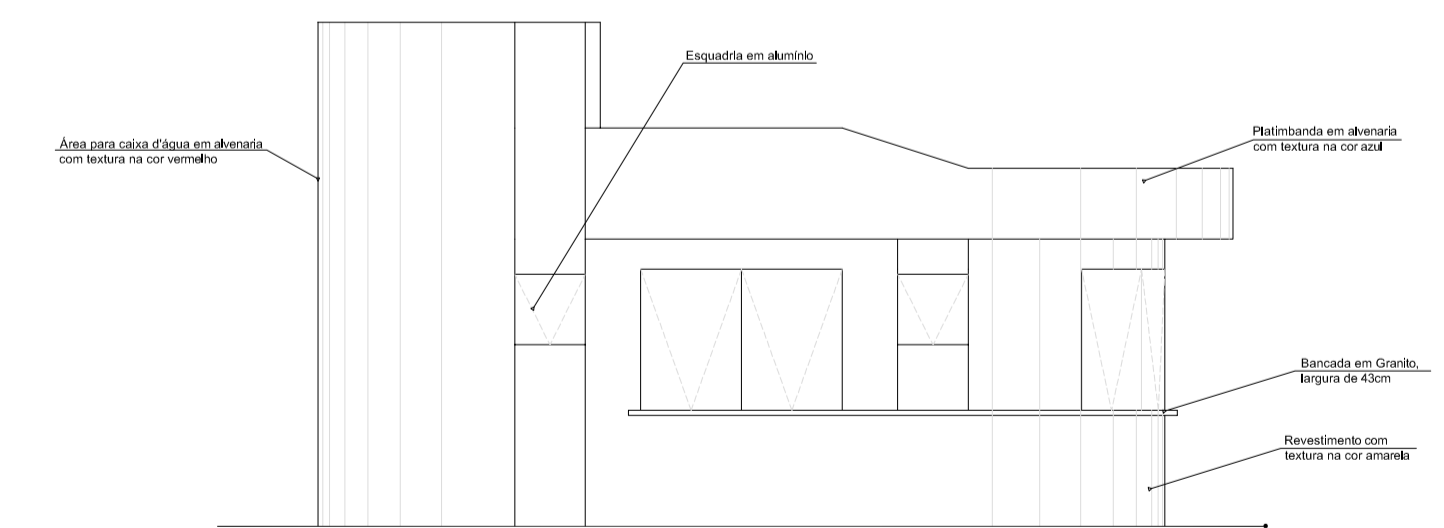 Esquadria em alumínio
Área para caixa d'água em alvenaria
com textura na cor vermelho
Platimbanda em alvenaria
com textura na cor azul
Bancada em Granito,
largura de 43cm
Revestimento com
textura na cor amarela